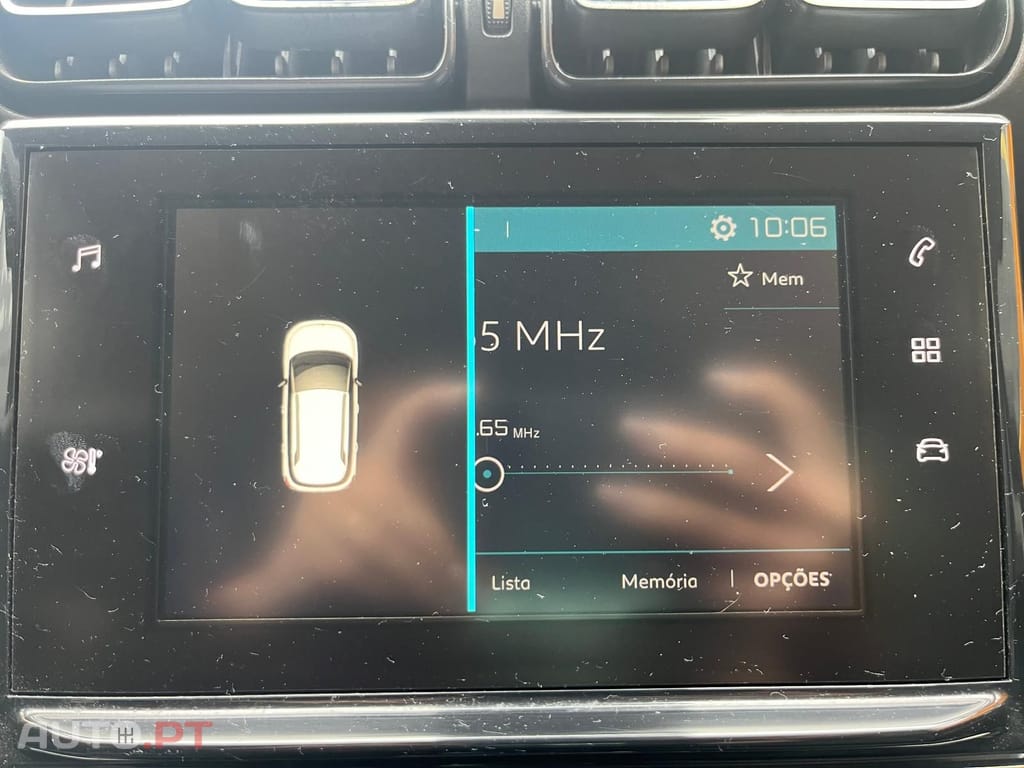 10:06
Mem
5 MHz
.65 MHz
Lista Memória OPÇÕES
AUTO.PT